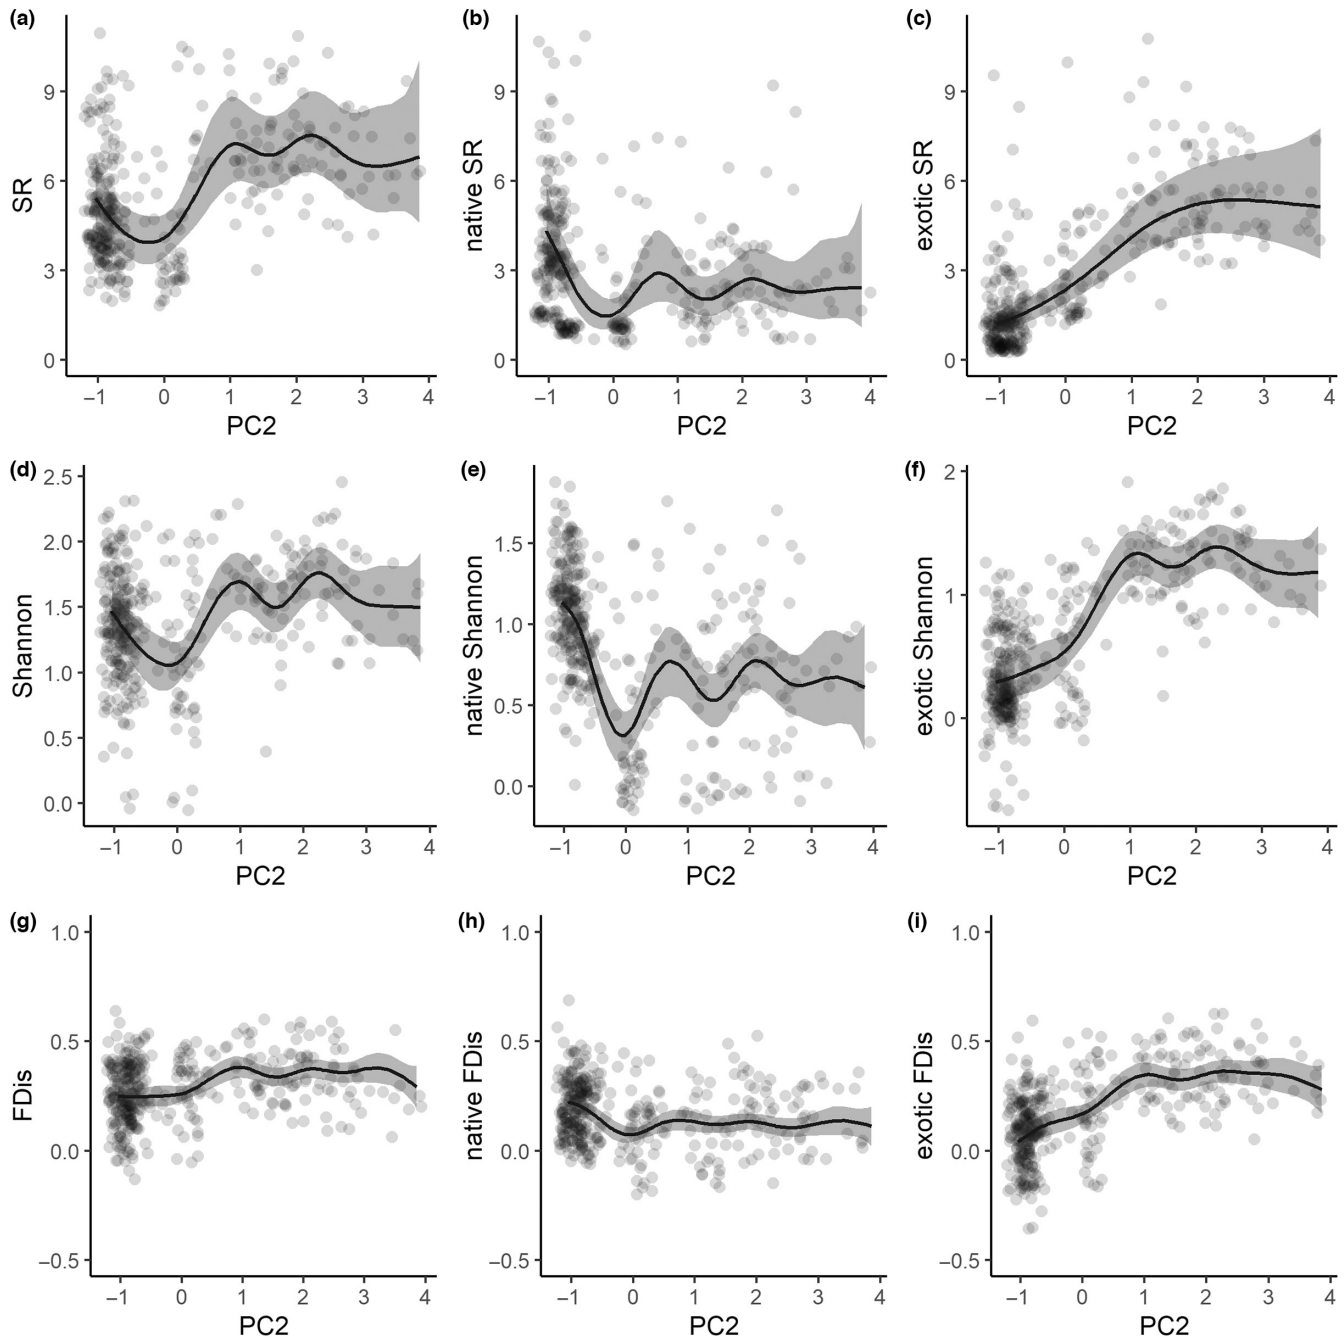 (a) (b) (c)
SR native SR exotic SR
9 9 9
6 6 6
3 3 3
0 0 0
−1 0 1 2 3 4 −1 0 1 2 3 4 −1 0 1 2 3 4
PC2 PC2 PC2
(d) (e) (f)
Shannon native Shannon exotic Shannon
2.5 2
2.0 1.5
1.5 1.0 1
1.0 0.5
0.5 0
0.0 0.0
−1 0 1 2 3 4 −1 0 1 2 3 4 −1 0 1 2 3 4
PC2 PC2 PC2
(g) (h) (i)
FDis native FDis exotic FDis
1.0 1.0 1.0
0.5 0.5 0.5
0.0 0.0 0.0
−0.5 −0.5 −0.5
−1 0 1 2 3 4 −1 0 1 2 3 4 −1 0 1 2 3 4
PC2 PC2 PC2